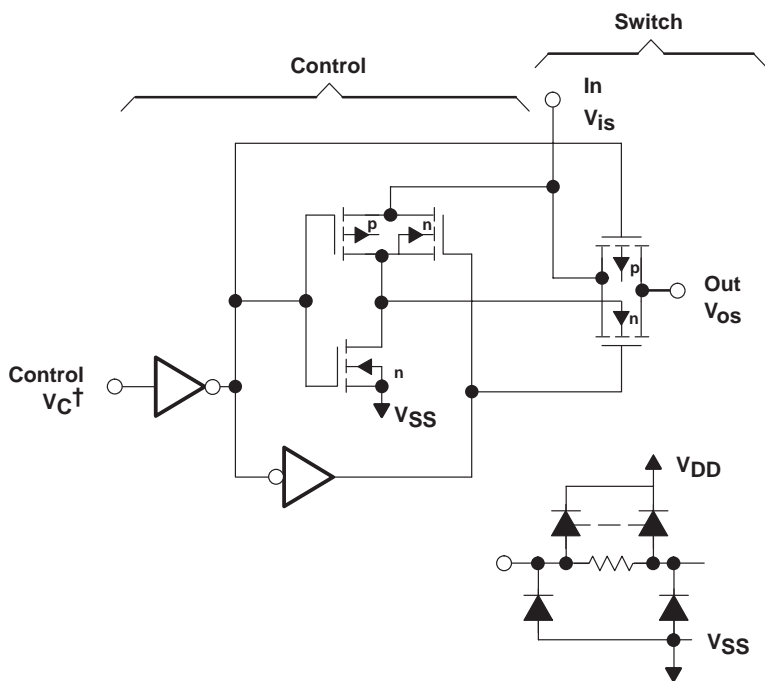 Switch
Control
In
Vis
p
n
p
n
Out
Vos
n
Control
VC†
VSS
VDD
VSS